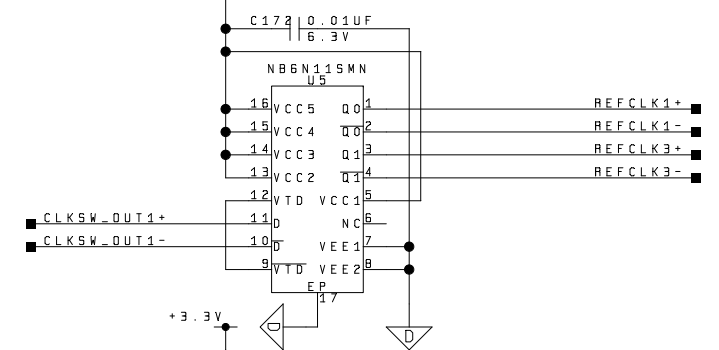 C172 0.01UF
6.3V
NB6N11SMN
U5
16 VCC5 Q0 1 REFCLK1+
15 VCC4 Q0 2 REFCLK1-
14 VCC3 Q1 3 REFCLK3+
13 VCC2 Q1 4 REFCLK3-
12 VTD VCC1 5
CLKSW_OUT1+ 11 D NC 6
CLKSW_OUT1- 10 D VEE1 7
9 VTD VEE2 8
EP
17
+3.3V
D
D